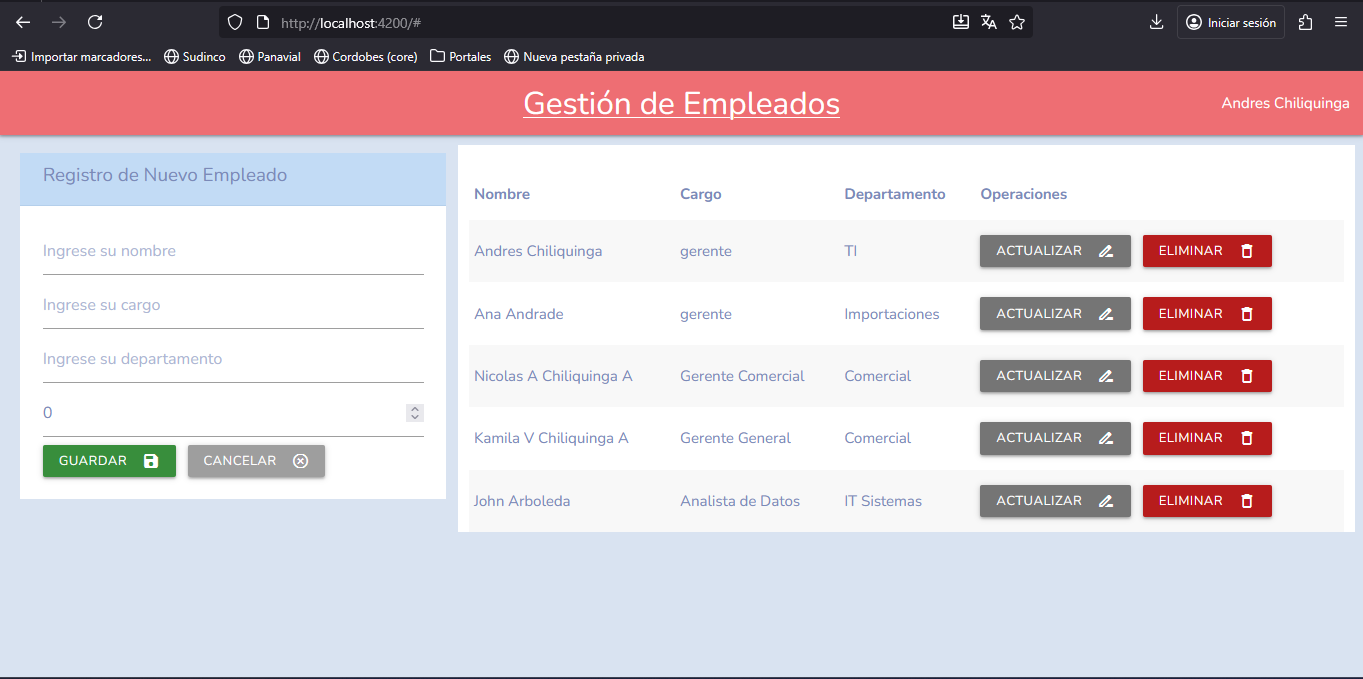 http://localhost:4200/#
Iniciar sesión
Importar marcadores... Sudinco Panavial Cordobes (core) Portales Nueva pestaña privada
Gestión de Empleados
Andres Chiliquinga
Registro de Nuevo Empleado
Ingrese su nombre
Ingrese su cargo
Ingrese su departamento
0
GUARDAR CANCELAR
Nombre Cargo Departamento Operaciones
Andres Chiliquinga gerente TI ACTUALIZAR ELIMINAR
Ana Andrade gerente Importaciones ACTUALIZAR ELIMINAR
Nicolas A Chiliquinga A Gerente Comercial Comercial ACTUALIZAR ELIMINAR
Kamila V Chiliquinga A Gerente General Comercial ACTUALIZAR ELIMINAR
John Arboleda Analista de Datos IT Sistemas ACTUALIZAR ELIMINAR